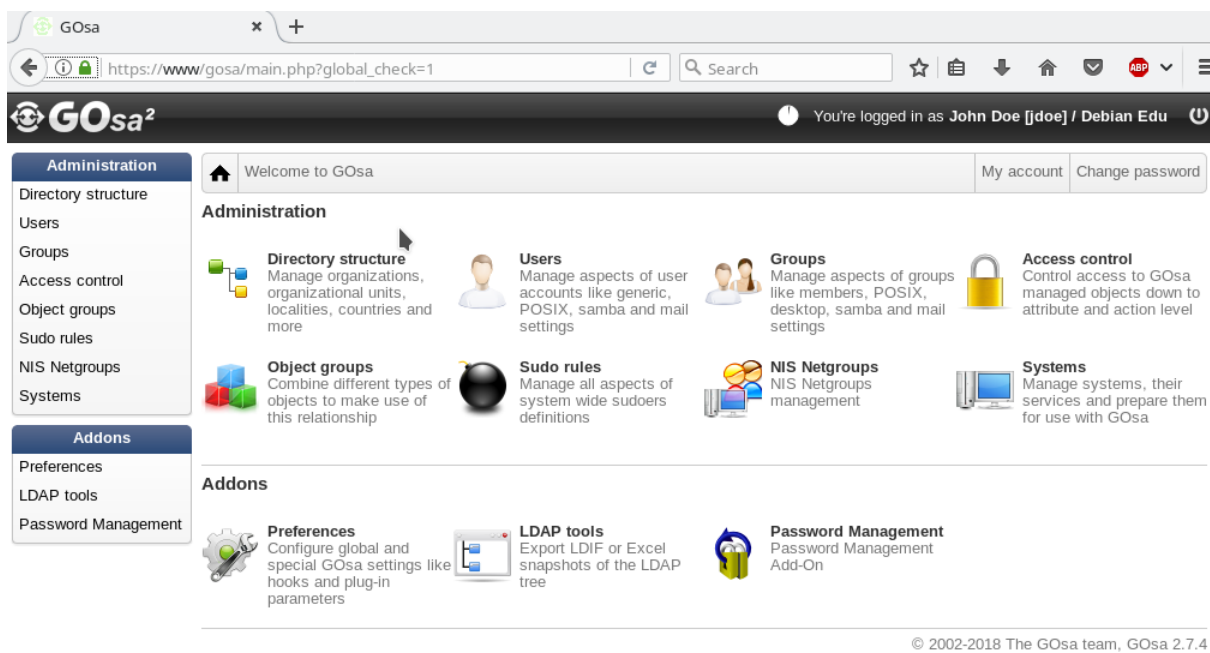 GOsa
https://www/gosa/main.php?global_check=1
Search
ABP
GOsa²
You're logged in as John Doe [jdoe] / Debian Edu
Administration
Directory structure
Users
Groups
Access control
Object groups
Sudo rules
NIS Netgroups
Systems
Addons
Preferences
LDAP tools
Password Management
Welcome to GOsa
My account
Change password
Administration
Directory structure
Manage organizations,
organizational units,
localities, countries and
more
Users
Manage aspects of user
accounts like generic,
POSIX, samba and mail
settings
Groups
Manage aspects of groups
like members, POSIX,
desktop, samba and mail
settings
Access control
Control access to GOsa
managed objects down to
attribute and action level
Object groups
Combine different types of
objects to make use of
this relationship
Sudo rules
Manage all aspects of
system wide sudoers
definitions
NIS Netgroups
NIS Netgroups
management
Systems
Manage systems, their
services and prepare them
for use with GOsa
Addons
Preferences
Configure global and
special GOsa settings like
hooks and plug-in
parameters
LDAP tools
Export LDIF or Excel
snapshots of the LDAP
tree
Password Management
Password Management
Add-On
© 2002-2018 The GOsa team, GOsa 2.7.4